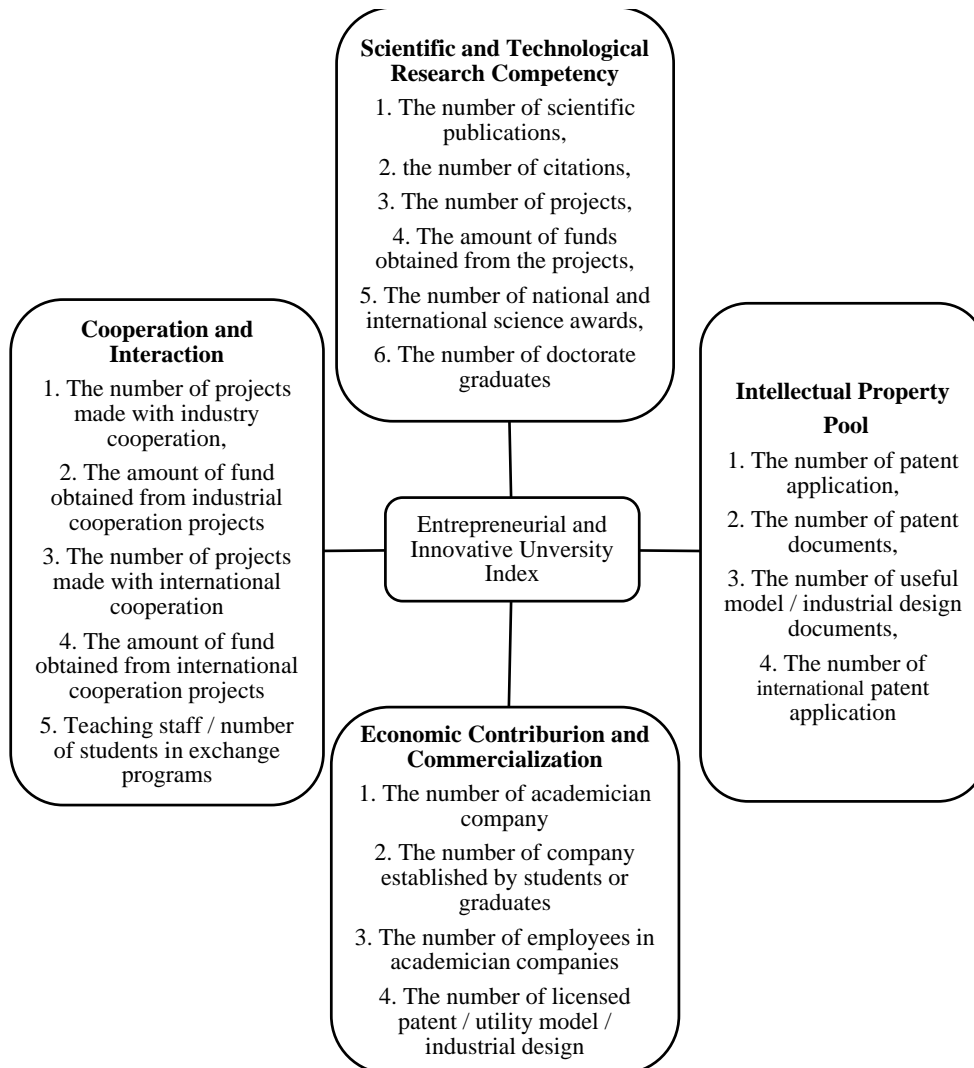 Scientific and Technological
Research Competency
1. The number of scientific
publications,
2. the number of citations,
3. The number of projects,
4. The amount of funds
obtained from the projects,
5. The number of national and
international science awards,
6. The number of doctorate
graduates
Cooperation and
Interaction
1. The number of projects
made with industry
cooperation,
2. The amount of fund
obtained from industrial
cooperation projects
3. The number of projects
made with international
cooperation
4. The amount of fund
obtained from international
cooperation projects
5. Teaching staff / number
of students in exchange
programs
Entrepreneurial and
Innovative Unversity
Index
Intellectual Property
Pool
1. The number of patent
application,
2. The number of patent
documents,
3. The number of useful
model / industrial design
documents,
4. The number of
international patent
application
Economic Contriburion and
Commercialization
1. The number of academician
company
2. The number of company
established by students or
graduates
3. The number of employees in
academician companies
4. The number of licensed
patent / utility model /
industrial design